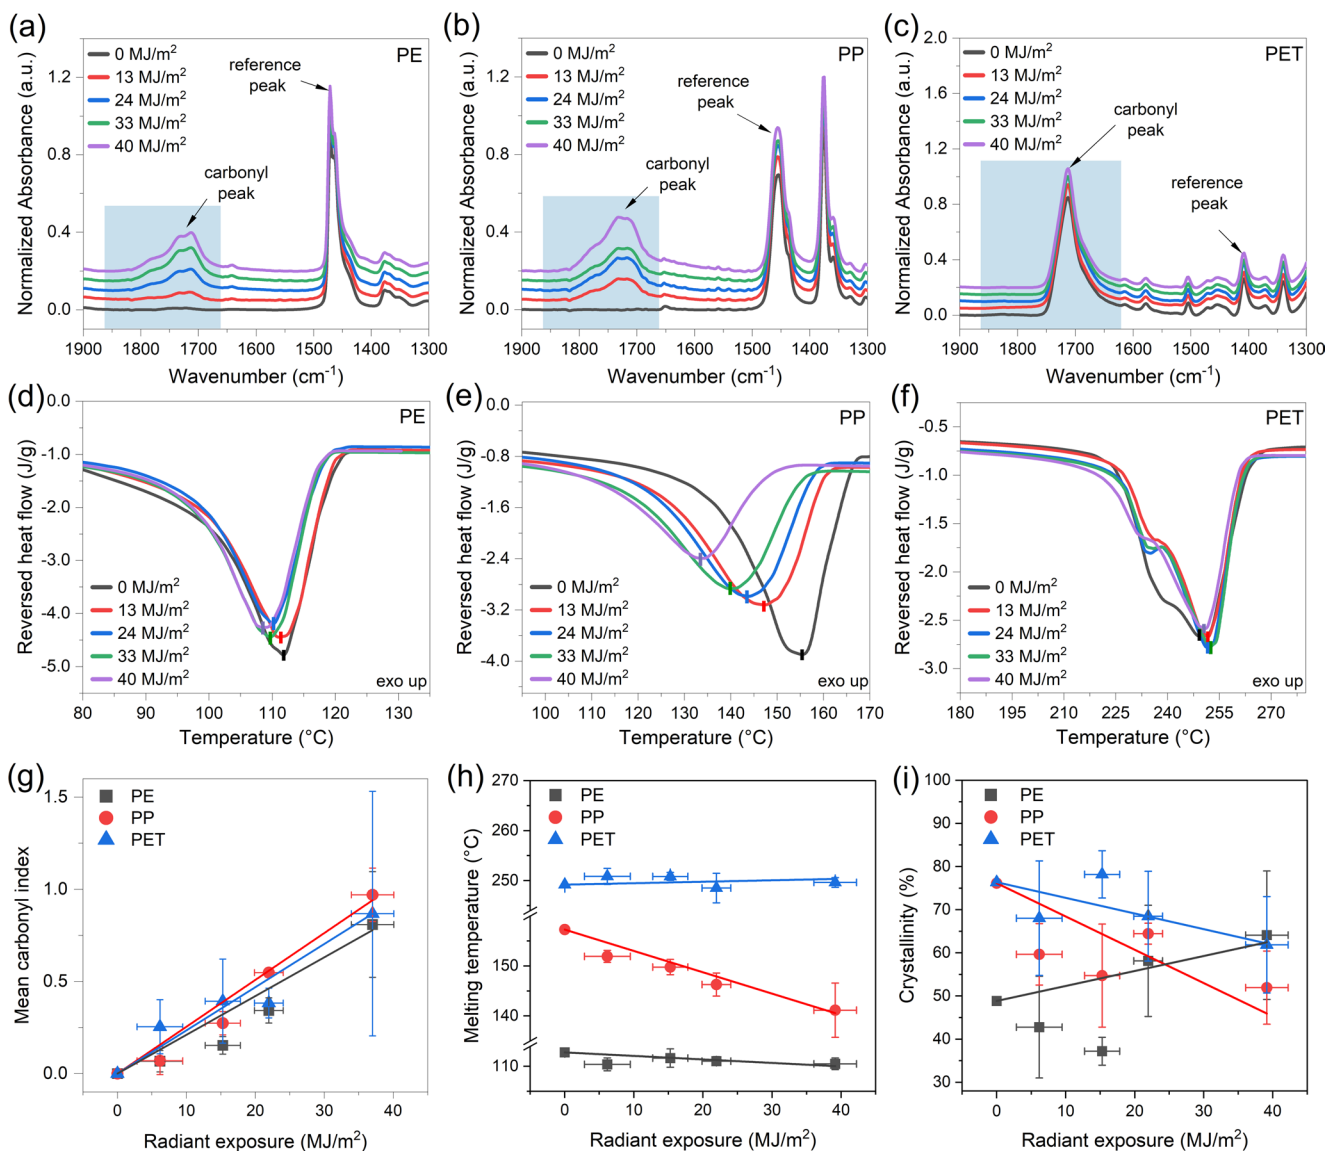 (a)
PE
0 MJ/m²
13 MJ/m²
24 MJ/m²
33 MJ/m²
40 MJ/m²
reference
peak
carbonyl
peak
1.2
0.8
0.4
0.0
Normalized Absorbance (a.u.)
1900 1800 1700 1600 1500 1400 1300
Wavenumber (cm⁻¹)
(b)
PP
0 MJ/m²
13 MJ/m²
24 MJ/m²
33 MJ/m²
40 MJ/m²
reference
peak
carbonyl
peak
1.2
0.8
0.4
0.0
Normalized Absorbance (a.u.)
1900 1800 1700 1600 1500 1400 1300
Wavenumber (cm⁻¹)
(c)
PET
0 MJ/m²
13 MJ/m²
24 MJ/m²
33 MJ/m²
40 MJ/m²
carbonyl
peak
reference
peak
2.0
1.6
1.2
0.8
0.4
0.0
Normalized Absorbance (a.u.)
1900 1800 1700 1600 1500 1400 1300
Wavenumber (cm⁻¹)
(d)
PE
0.0
-1.0
-2.0
-3.0
-4.0
-5.0
Reversed heat flow (J/g)
0 MJ/m²
13 MJ/m²
24 MJ/m²
33 MJ/m²
40 MJ/m²
exo up
80 90 100 110 120 130
Temperature (°C)
(e)
PP
0.0
-0.8
-1.6
-2.4
-3.2
-4.0
Reversed heat flow (J/g)
0 MJ/m²
13 MJ/m²
24 MJ/m²
33 MJ/m²
40 MJ/m²
exo up
100 110 120 130 140 150 160 170
Temperature (°C)
(f)
PET
-0.5
-1.0
-1.5
-2.0
-2.5
-3.0
Reversed heat flow (J/g)
0 MJ/m²
13 MJ/m²
24 MJ/m²
33 MJ/m²
40 MJ/m²
exo up
180 195 210 225 240 255 270
Temperature (°C)
(g)
PE
PP
PET
1.5
1.0
0.5
0.0
Mean carbonyl index
0 10 20 30 40
Radiant exposure (MJ/m²)
(h)
PE
PP
PET
270
260
250
150
140
110
Melting temperature (°C)
0 10 20 30 40
Radiant exposure (MJ/m²)
(i)
PE
PP
PET
100
90
80
70
60
50
40
30
Crystallinity (%)
0 10 20 30 40
Radiant exposure (MJ/m²)